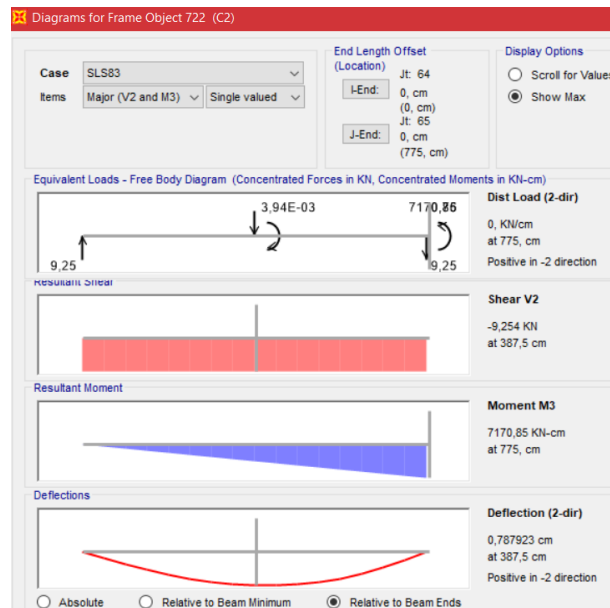 Diagrams for Frame Object 722 (C2)
Case SLS83
Items Major (V2 and M3) Single valued
End Length Offset
(Location)
Jt: 64
I-End: 0, cm
(0, cm)
Jt: 65
J-End: 0, cm
(775, cm)
Display Options
Scroll for Values
Show Max
Equivalent Loads - Free Body Diagram (Concentrated Forces in KN, Concentrated Moments in KN-cm)
3,94E-03
9,25
9,25
Dist Load (2-dir)
0, KN/cm
at 775, cm
Positive in -2 direction
Resultant Shear
Shear V2
-9,254 KN
at 387,5 cm
Resultant Moment
Moment M3
7170,85 KN-cm
at 775, cm
Deflections
Deflection (2-dir)
0,787923 cm
at 387,5 cm
Positive in -2 direction
Absolute Relative to Beam Minimum Relative to Beam Ends